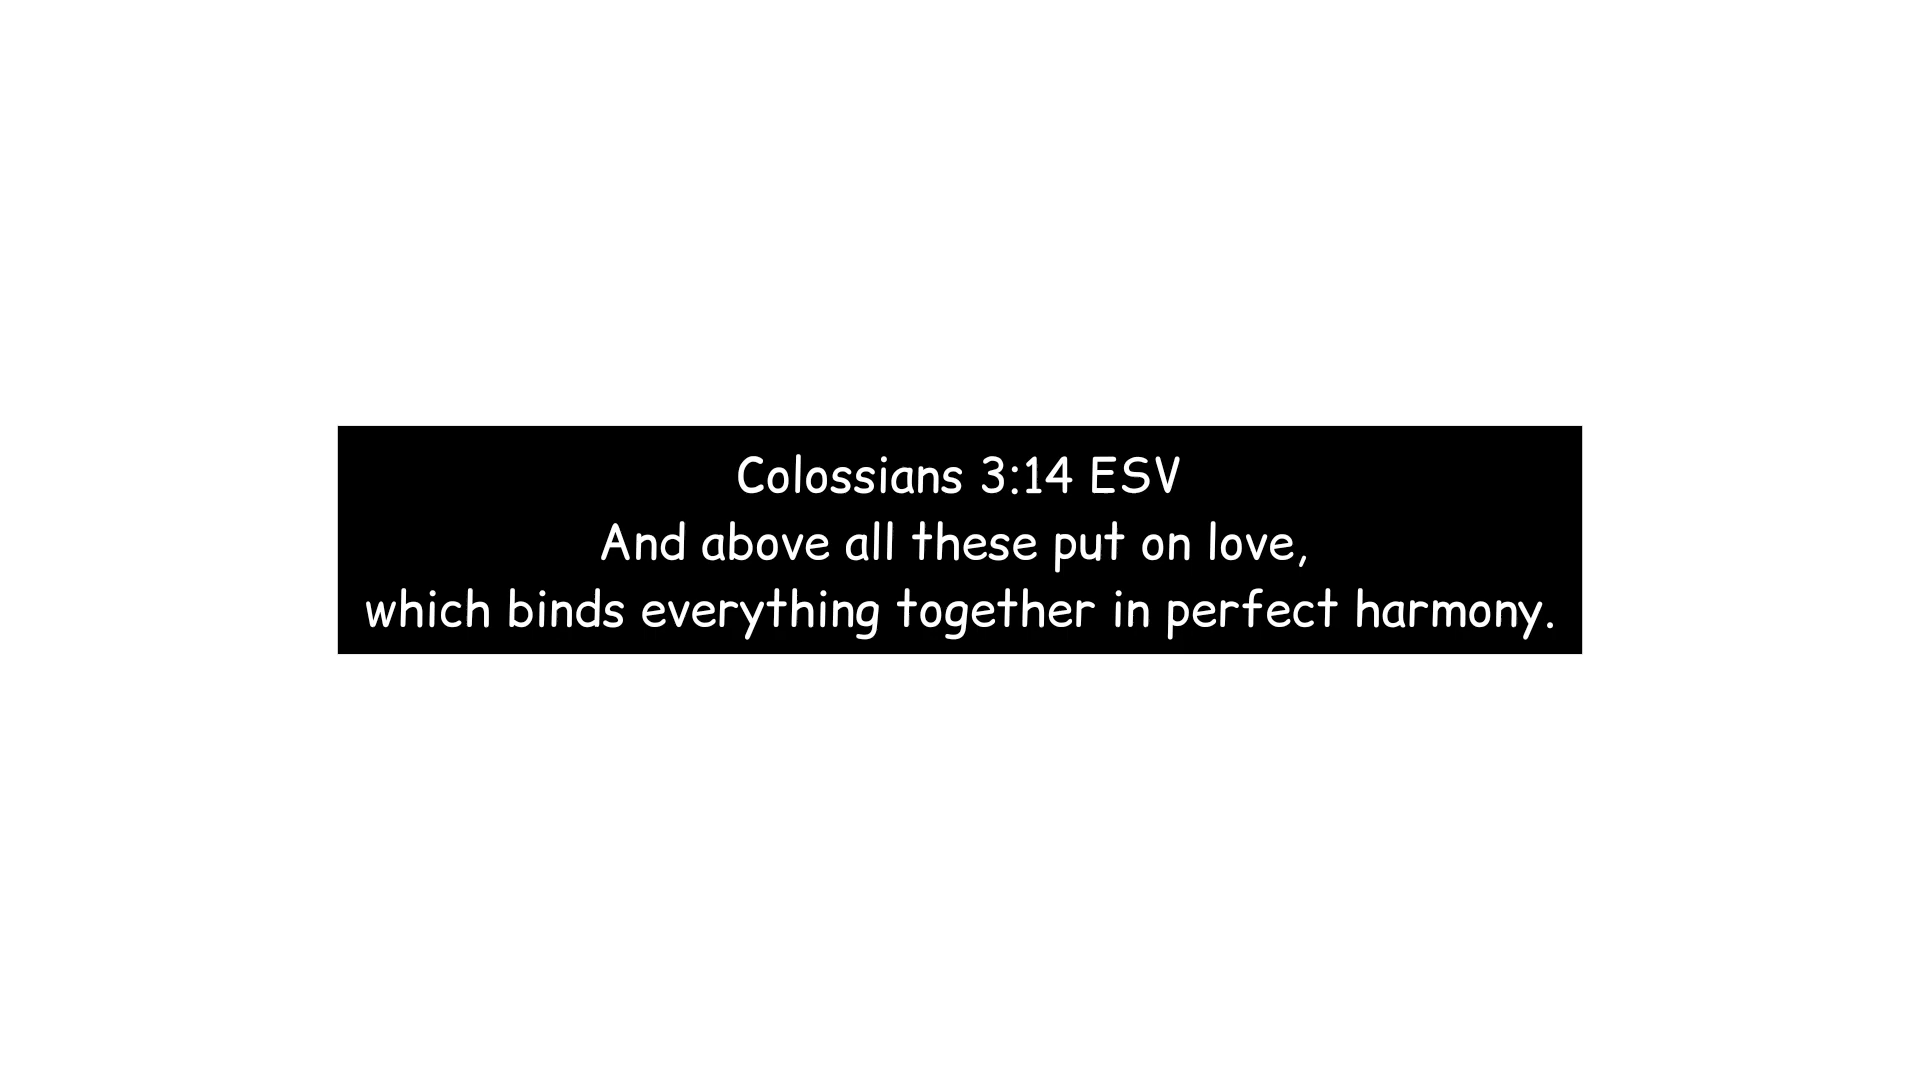 Colossians 3:14 ESV
And above all these put on love,
which binds everything together in perfect harmony.